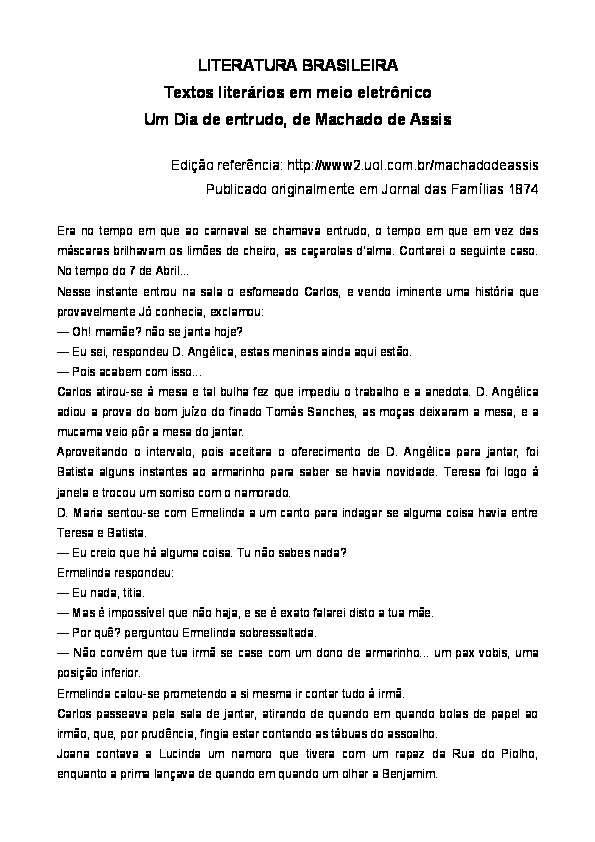 LITERATURA BRASILEIRA
Textos literários em meio eletrônico
Um Dia de entrudo, de Machado de Assis
Edição referência: http://www2.uol.com.br/machadodeassis
Publicado originalmente em Jornal das Famílias 1874
Era no tempo em que ao carnaval se chamava entrudo, o tempo em que em vez das
máscaras brilhavam os limões de cheiro, as caçarolas d'alma. Contarei o seguinte caso.
No tempo do 7 de Abril...
Nesse instante entrou na sala o esfomeado Carlos, e vendo iminente uma história que
provavelmente Jó conhecia, exclamou:
— Oh! mamãe? não se janta hoje?
— Eu sei, respondeu D. Angélica, estas meninas ainda aqui estão.
— Pois acabem com isso...
Carlos atirou-se à mesa e tal bulha fez que impediu o trabalho e a anedota. D. Angélica
adiou a prova do bom juízo do finado Tomás Sanches, as moças deixaram a mesa, e a
mucama veio pôr a mesa do jantar.
Aproveitando o intervalo, pois aceitara o oferecimento de D. Angélica para jantar, foi
Batista alguns instantes ao armarinho para saber se havia novidade. Teresa foi logo à
janela e trocou um sorriso com o namorado.
D. Maria sentou-se com Ermelinda a um canto para indagar se alguma coisa havia entre
Teresa e Batista.
— Eu creio que há alguma coisa. Tu não sabes nada?
Ermelinda respondeu:
— Eu nada, titia.
— Mas é impossível que não haja, e se é exato falarei disto a tua mãe.
— Por quê? perguntou Ermelinda sobressaltada.
— Não convém que tua irmã se case com um dono de armarinho... um pax vobis, uma
posição inferior.
Ermelinda calou-se prometendo a si mesma ir contar tudo à irmã.
Carlos passeava pela sala de jantar, atirando de quando em quando bolas de papel ao
irmão, que, por prudência, fingia estar contando as tábuas do assoalho.
Joana contava a Lucinda um namoro que tivera com um rapaz da Rua do Piolho,
enquanto a prima lançava de quando em quando um olhar a Benjamim.